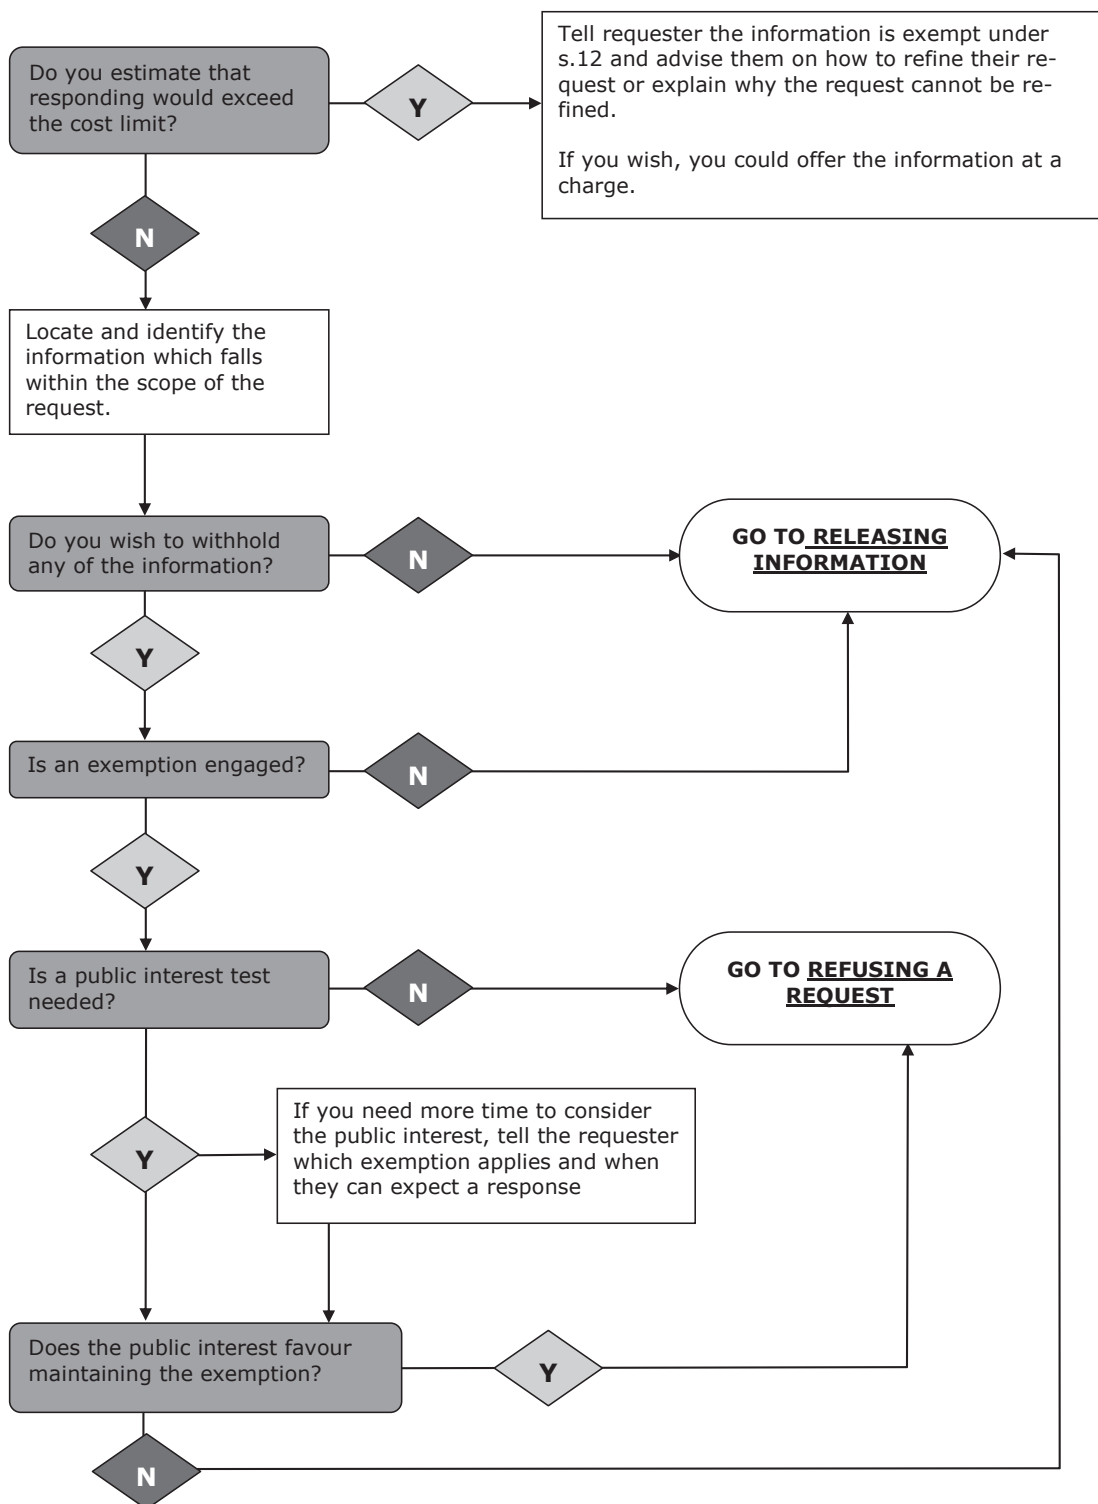 Do you estimate that
responding would exceed
the cost limit?
Y
Tell requester the information is exempt under
s.12 and advise them on how to refine their re-
quest or explain why the request cannot be re-
fined.
If you wish, you could offer the information at a
charge.
N
Locate and identify the
information which falls
within the scope of the
request.
Do you wish to withhold
any of the information?
N
GO TO RELEASING
INFORMATION
Y
Is an exemption engaged?
N
Y
Is a public interest test
needed?
N
GO TO REFUSING A
REQUEST
Y
If you need more time to consider
the public interest, tell the requester
which exemption applies and when
they can expect a response
Does the public interest favour
maintaining the exemption?
Y
N